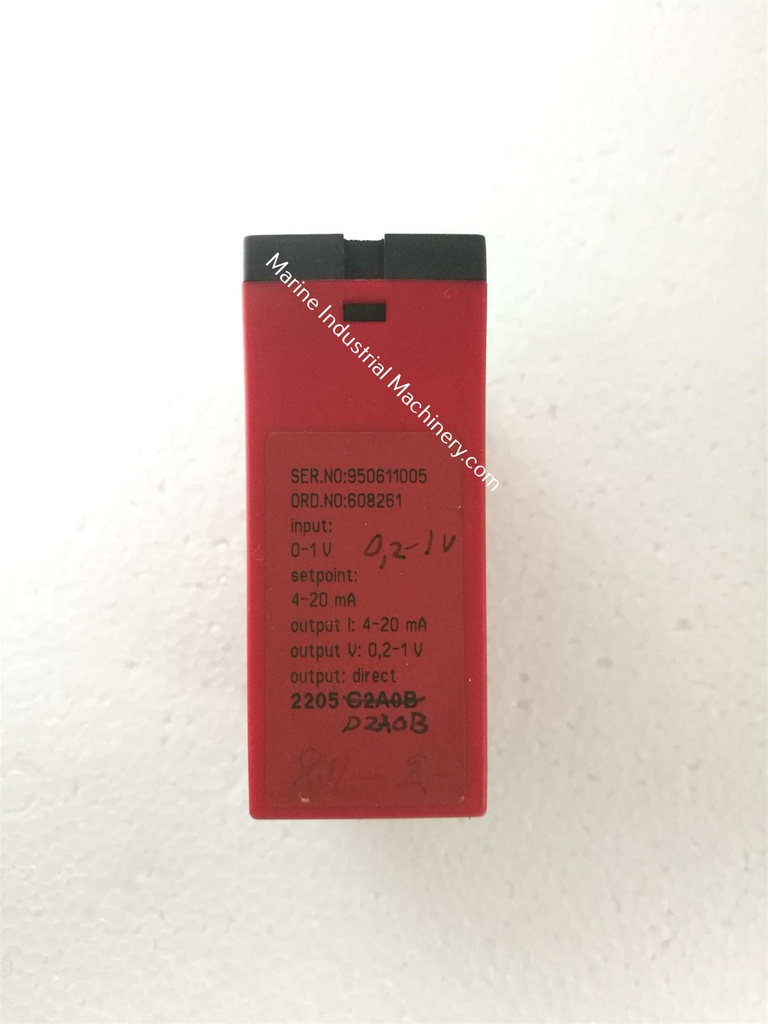 Marine Industrial Machinery.com
SER.NO:950611005
ORD.NO:608261
input:
0-1 V 0,2-1 V
setpoint:
4-20 mA
output I: 4-20 mA
output V: 0,2-1 V
output: direct
2205 C2A0B
D2A0B